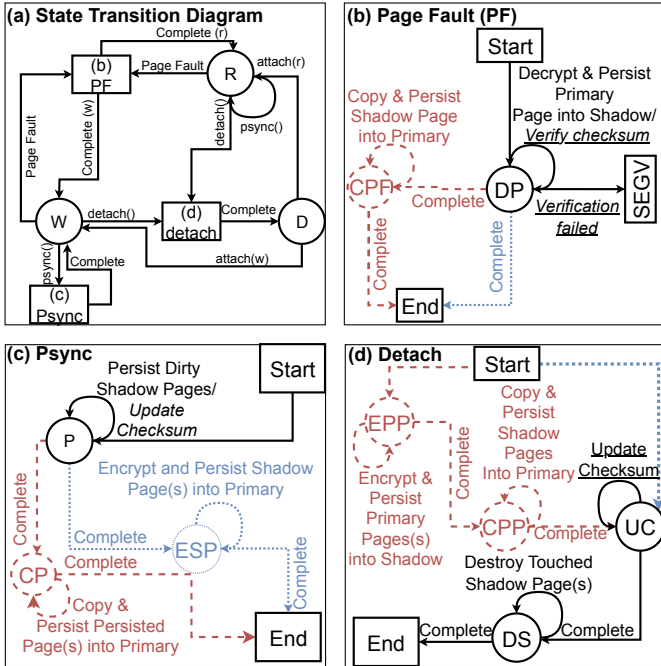 (a) State Transition Diagram
Complete (r)
(b)
PF
Page Fault
R
attach(r)
psync()
Page Fault
Complete (w)
detach()
W
detach()
(d)
detach
Complete
D
attach(w)
psync()
Complete
(c)
Psync
(b) Page Fault (PF)
Start
Decrypt & Persist
Primary
Page into Shadow/
Verify checksum
Copy & Persist
Shadow Page
into Primary
CPF
Complete
DP
Verification
failed
SEGV
Complete
Complete
End
(c) Psync
Start
Persist Dirty
Shadow Pages/
Update
Checksum
P
Encrypt and Persist Shadow
Page(s) into Primary
Complete
Complete
ESP
Complete
CP
Complete
Copy &
Persist Persisted
Page(s) into Primary
End
(d) Detach
Start
EPP
Copy &
Persist
Shadow
Pages
Into Primary
Complete
Encrypt &
Persist
Primary
Pages(s)
into Shadow
CPP
Complete
Update
Checksum
UC
Destroy Touched
Shadow Page(s)
End
Complete
DS
Complete